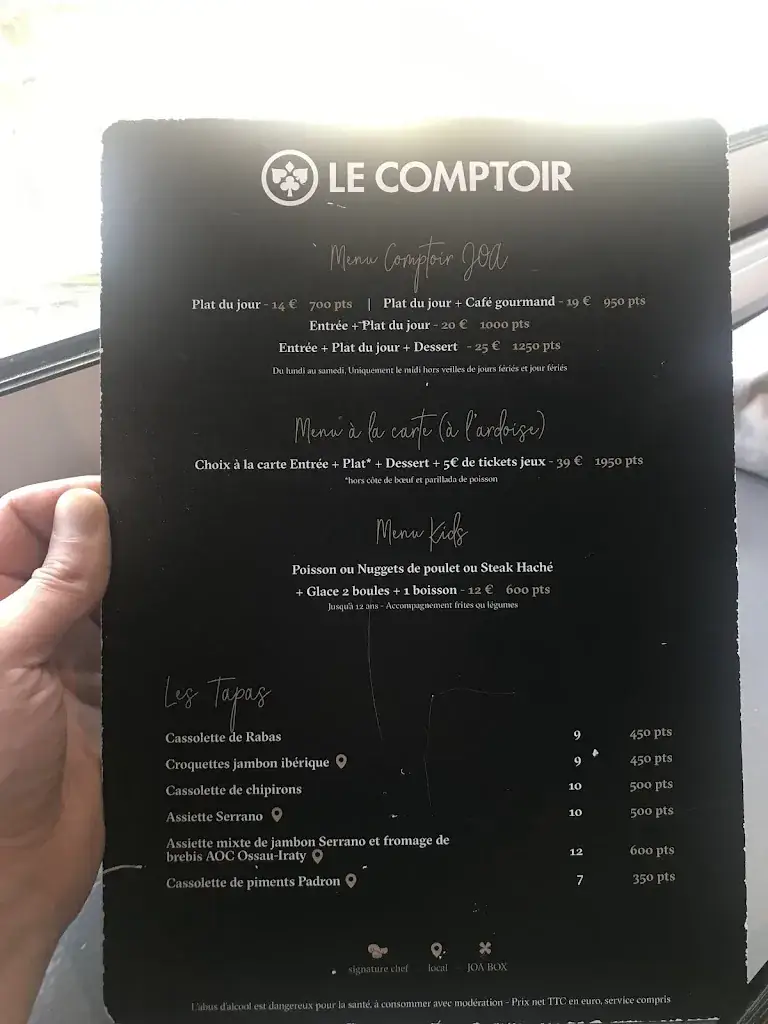 LE COMPTOIR
Menu Comptoir JOA
Plat du jour - 14 € 700 pts | Plat du jour + Café gourmand - 19 € 950 pts
Entrée + Plat du jour - 20 € 1000 pts
Entrée + Plat du jour + Dessert - 25 € 1250 pts
Du lundi au samedi, Uniquement le midi hors veilles de jours fériés et jour fériés
Menu à la carte (à l'ardoise)
Choix à la carte Entrée + Plat* + Dessert + 5€ de tickets jeux - 39 € 1950 pts
*hors côte de bœuf et parillada de poisson
Menu Kids
Poisson ou Nuggets de poulet ou Steak Haché
+ Glace 2 boules + 1 boisson - 12 € 600 pts
Jusqu'à 12 ans - Accompagnement frites ou légumes
Les Tapas
Cassolette de Rabas 9 450 pts
Croquettes jambon ibérique 9 450 pts
Cassolette de chipirons 10 500 pts
Assiette Serrano 10 500 pts
Assiette mixte de jambon Serrano et fromage de
brebis AOC Ossau-Iraty 12 600 pts
Cassolette de piments Padron 7 350 pts
signature chef local JOA BOX
L'abus d'alcool est dangereux pour la santé, à consommer avec modération - Prix net TTC en euro, service compris